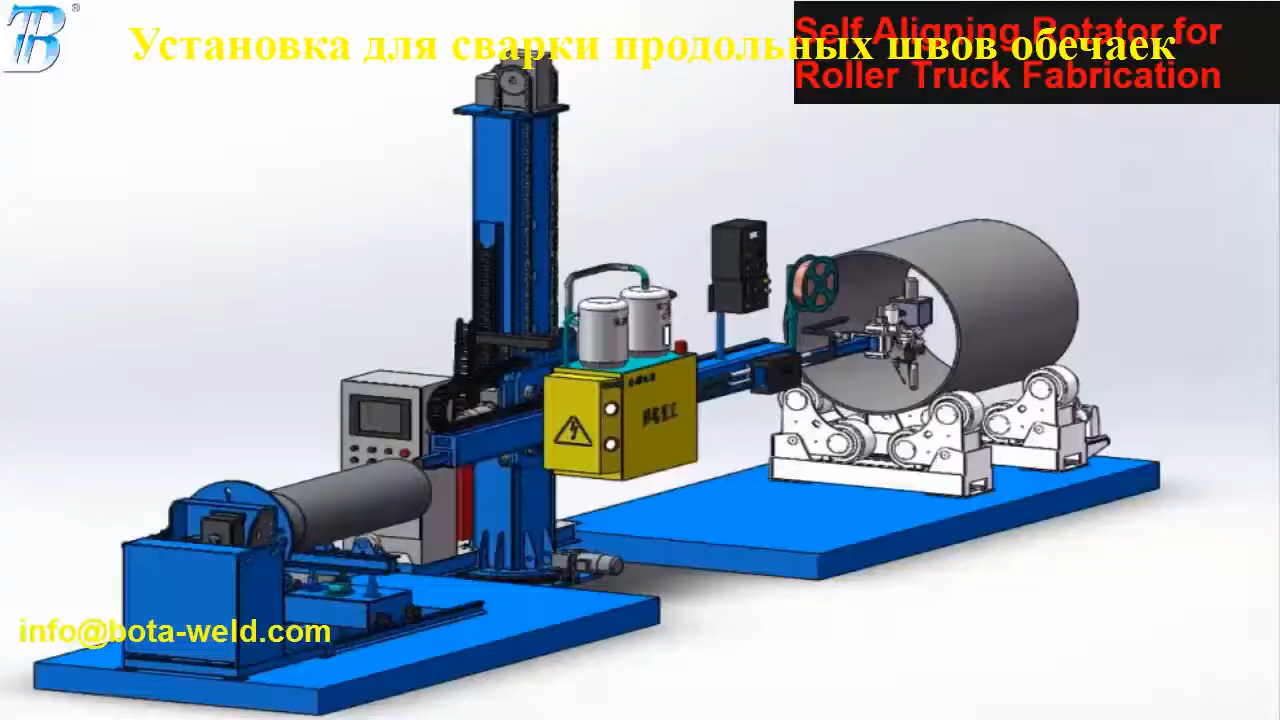 Установка для сварки продольных швов обечаек
Self Aligning Rotator for
Roller Truck Fabrication
info@bota-weld.com